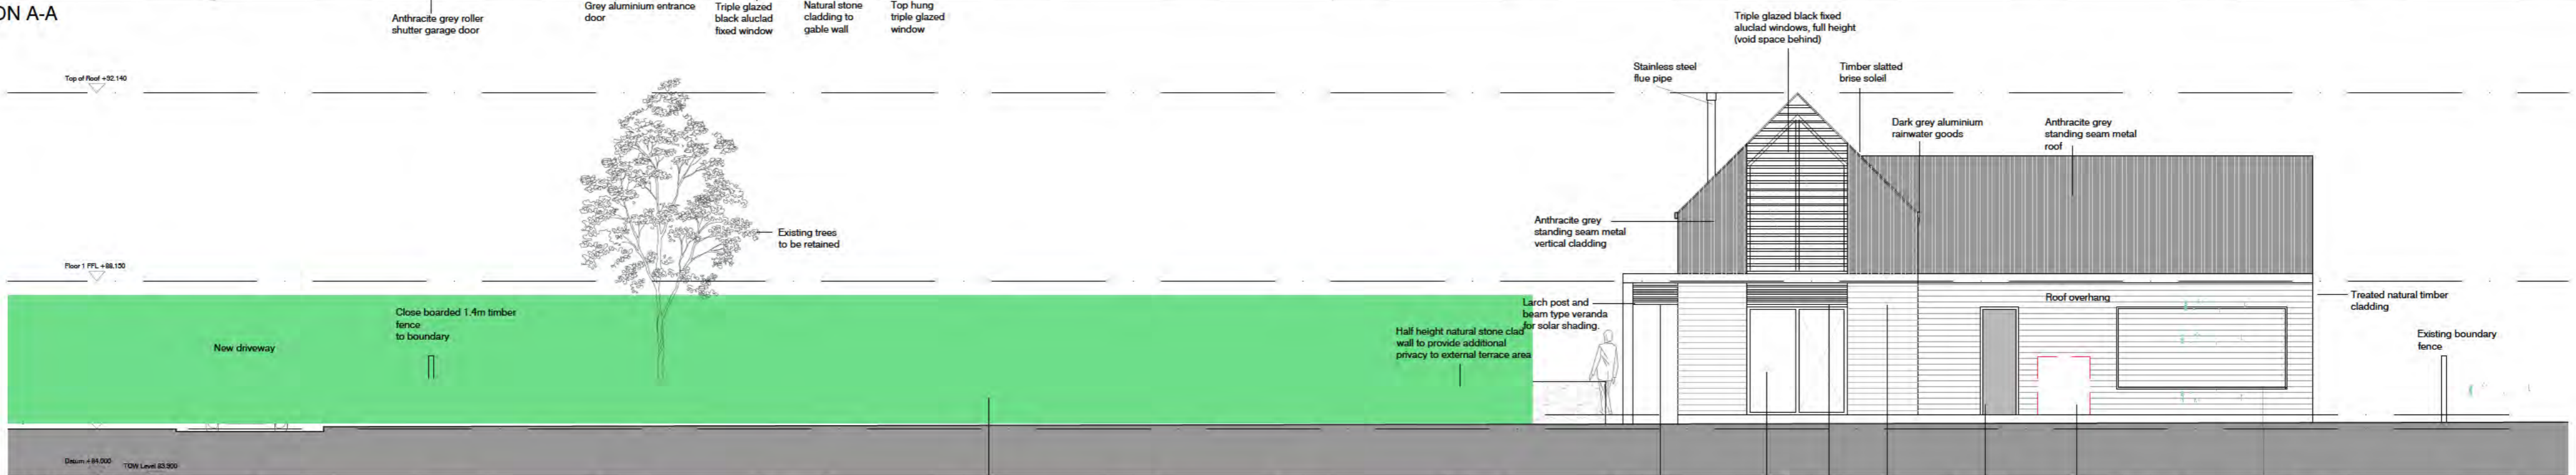 ON A-A
Anthracite grey roller
shutter garage door
Grey aluminium entrance
door
Triple glazed
black aluclad
fixed window
Natural stone
cladding to
gable wall
Top hung
triple glazed
window
Triple glazed black fixed
aluclad windows, full height
(void space behind)
Stainless steel
flue pipe
Timber slatted
brise soleil
Top of Roof +32.140
Dark grey aluminium
rainwater goods
Anthracite grey
standing seam metal
roof
Existing trees
to be retained
Anthracite grey
standing seam metal
vertical cladding
Floor 1 FFL +88.150
Larch post and
beam type veranda
for solar shading.
Roof overhang
Treated natural timber
cladding
Close boarded 1.4m timber
fence
to boundary
New driveway
Half height natural stone clad
wall to provide additional
privacy to external terrace area
Existing boundary
fence
Datum +84.000
TOW Level 83.900